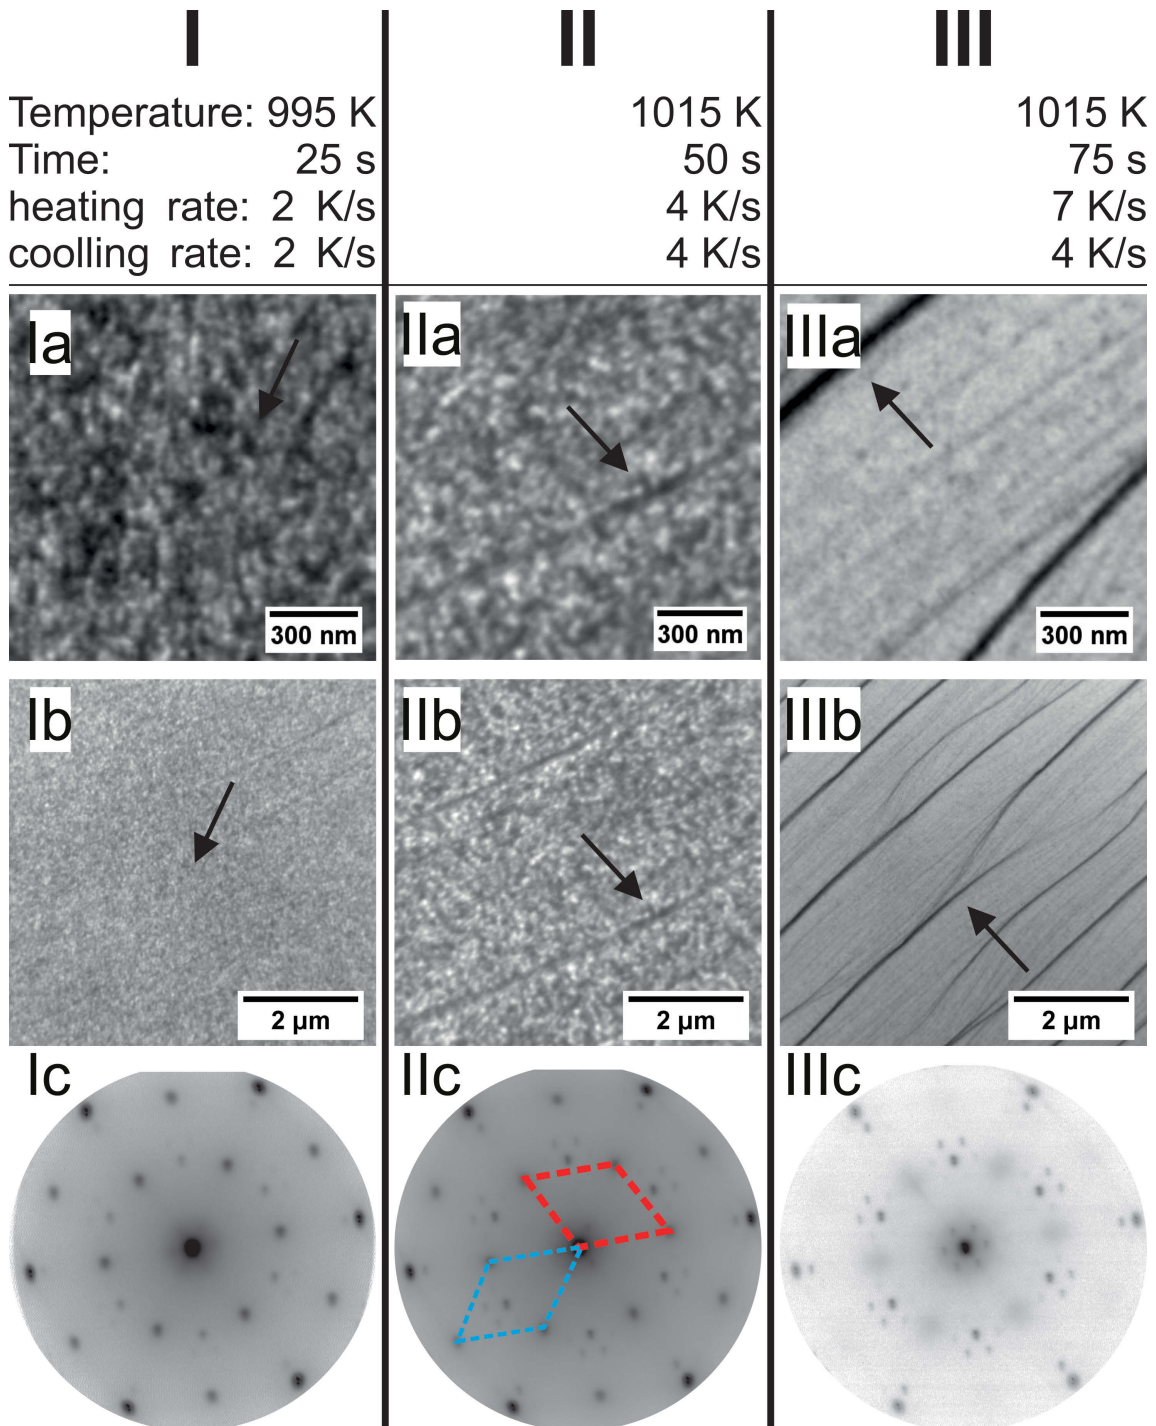 I II III
Temperature: 995 K 1015 K 1015 K
Time: 25 s 50 s 75 s
heating rate: 2 K/s 4 K/s 7 K/s
coolling rate: 2 K/s 4 K/s 4 K/s
Ia IIa IIIa
300 nm 300 nm 300 nm
Ib IIb IIIb
2 µm 2 µm 2 µm
Ic IIc IIIc